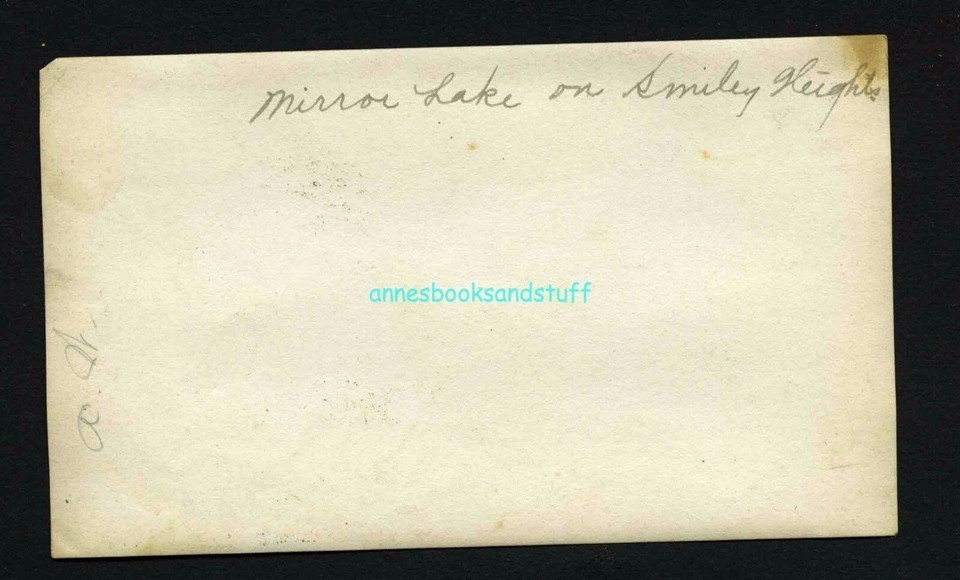 Mirror Lake on Smiley Heights.
annesbooksandstuff